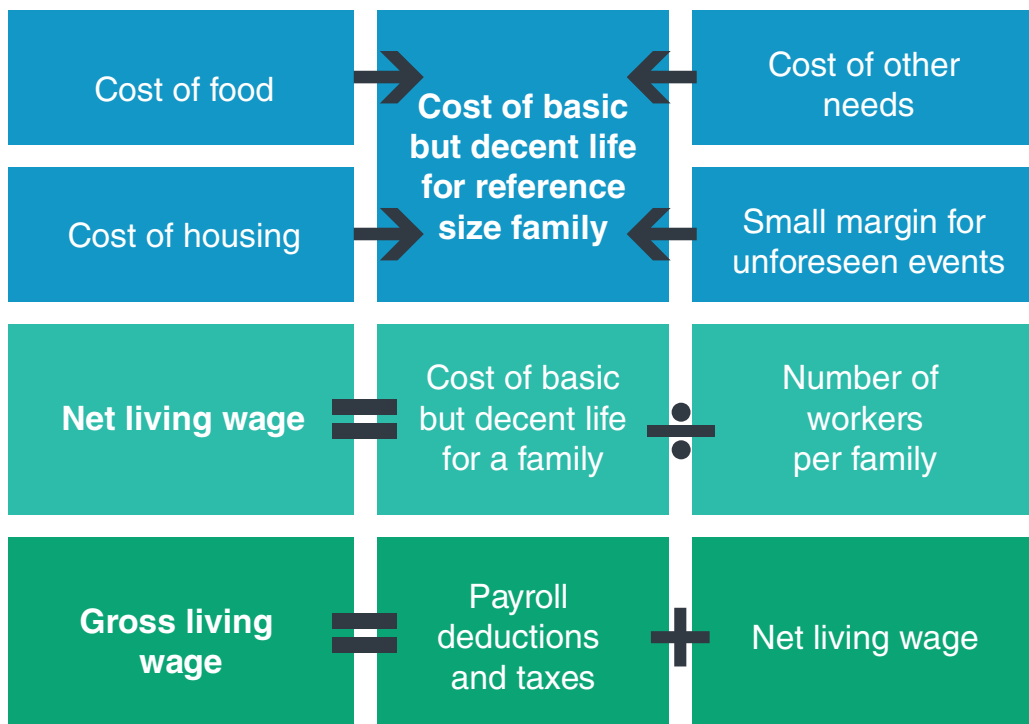 Cost of food
Cost of basic
but decent life
for reference
size family
Cost of other
needs
Cost of housing
Small margin for
unforeseen events
Net living wage
=
Cost of basic
but decent life
for a family
÷
Number of
workers
per family
Gross living
wage
=
Payroll
deductions
and taxes
+
Net living wage